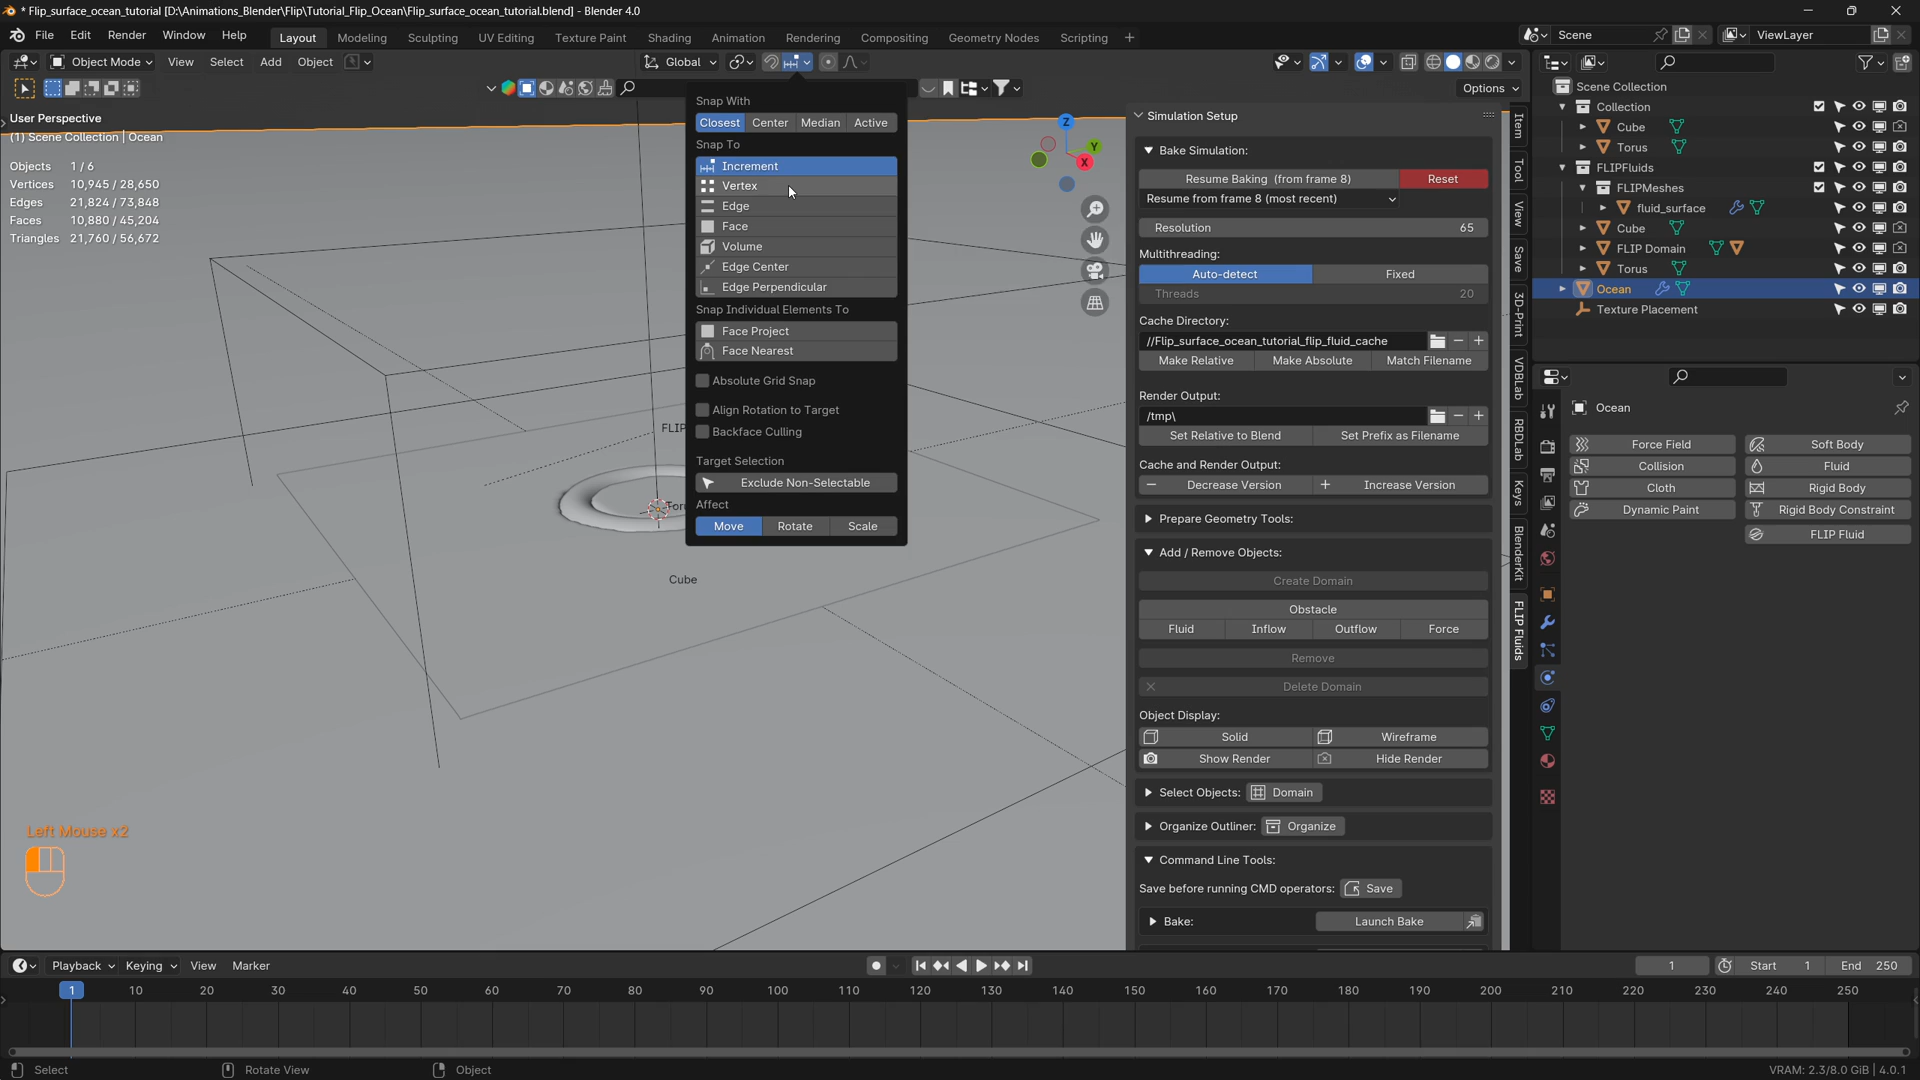 * Flip_surface_ocean_tutorial [D:\Animations_Blender\Flip\Tutorial_Flip_Ocean\Flip_surface_ocean_tutorial.blend] - Blender 4.0
File Edit Render Window Help Layout Modeling Sculpting UV Editing Texture Paint Shading Animation Rendering Compositing Geometry Nodes Scripting + Scene ViewLayer
Object Mode View Select Add Object Global
Options
User Perspective
(1) Scene Collection | Ocean
Objects 1 / 6
Vertices 10,945 / 28,650
Edges 21,824 / 73,848
Faces 10,880 / 45,204
Triangles 21,760 / 56,672
Snap With
Closest Center Median Active
Snap To
Increment
Vertex
Edge
Face
Volume
Edge Center
Edge Perpendicular
Snap Individual Elements To
Face Project
Face Nearest
Absolute Grid Snap
Align Rotation to Target
Backface Culling
Target Selection
Exclude Non-Selectable
Affect
Move Rotate Scale
FLIP
Toru
Cube
Z
Y
X
Left Mouse x2
Simulation Setup
Bake Simulation:
Resume Baking (from frame 8) Reset
Resume from frame 8 (most recent)
Resolution 65
Multithreading:
Auto-detect Fixed
Threads 20
Cache Directory:
//Flip_surface_ocean_tutorial_flip_fluid_cache
Make Relative Make Absolute Match Filename
Render Output:
/tmp\
Set Relative to Blend Set Prefix as Filename
Cache and Render Output:
Decrease Version Increase Version
Prepare Geometry Tools:
Add / Remove Objects:
Create Domain
Obstacle
Fluid Inflow Outflow Force
Remove
Delete Domain
Object Display:
Solid Wireframe
Show Render Hide Render
Select Objects: Domain
Organize Outliner: Organize
Command Line Tools:
Save before running CMD operators: Save
Bake: Launch Bake
Item
Tool
View
Save
3D-Print
VDBLab
RBDLab
Keys
BlenderKit
FLIP Fluids
Scene Collection
Collection
Cube
Torus
FLIPFluids
FLIPMeshes
fluid_surface
Cube
FLIP Domain
Torus
Ocean
Texture Placement
Ocean
Force Field Soft Body
Collision Fluid
Cloth Rigid Body
Dynamic Paint Rigid Body Constraint
FLIP Fluid
Playback Keying View Marker 1 Start 1 End 250
1 10 20 30 40 50 60 70 80 90 100 110 120 130 140 150 160 170 180 190 200 210 220 230 240 250
Select Rotate View Object VRAM: 2.3/8.0 GiB | 4.0.1